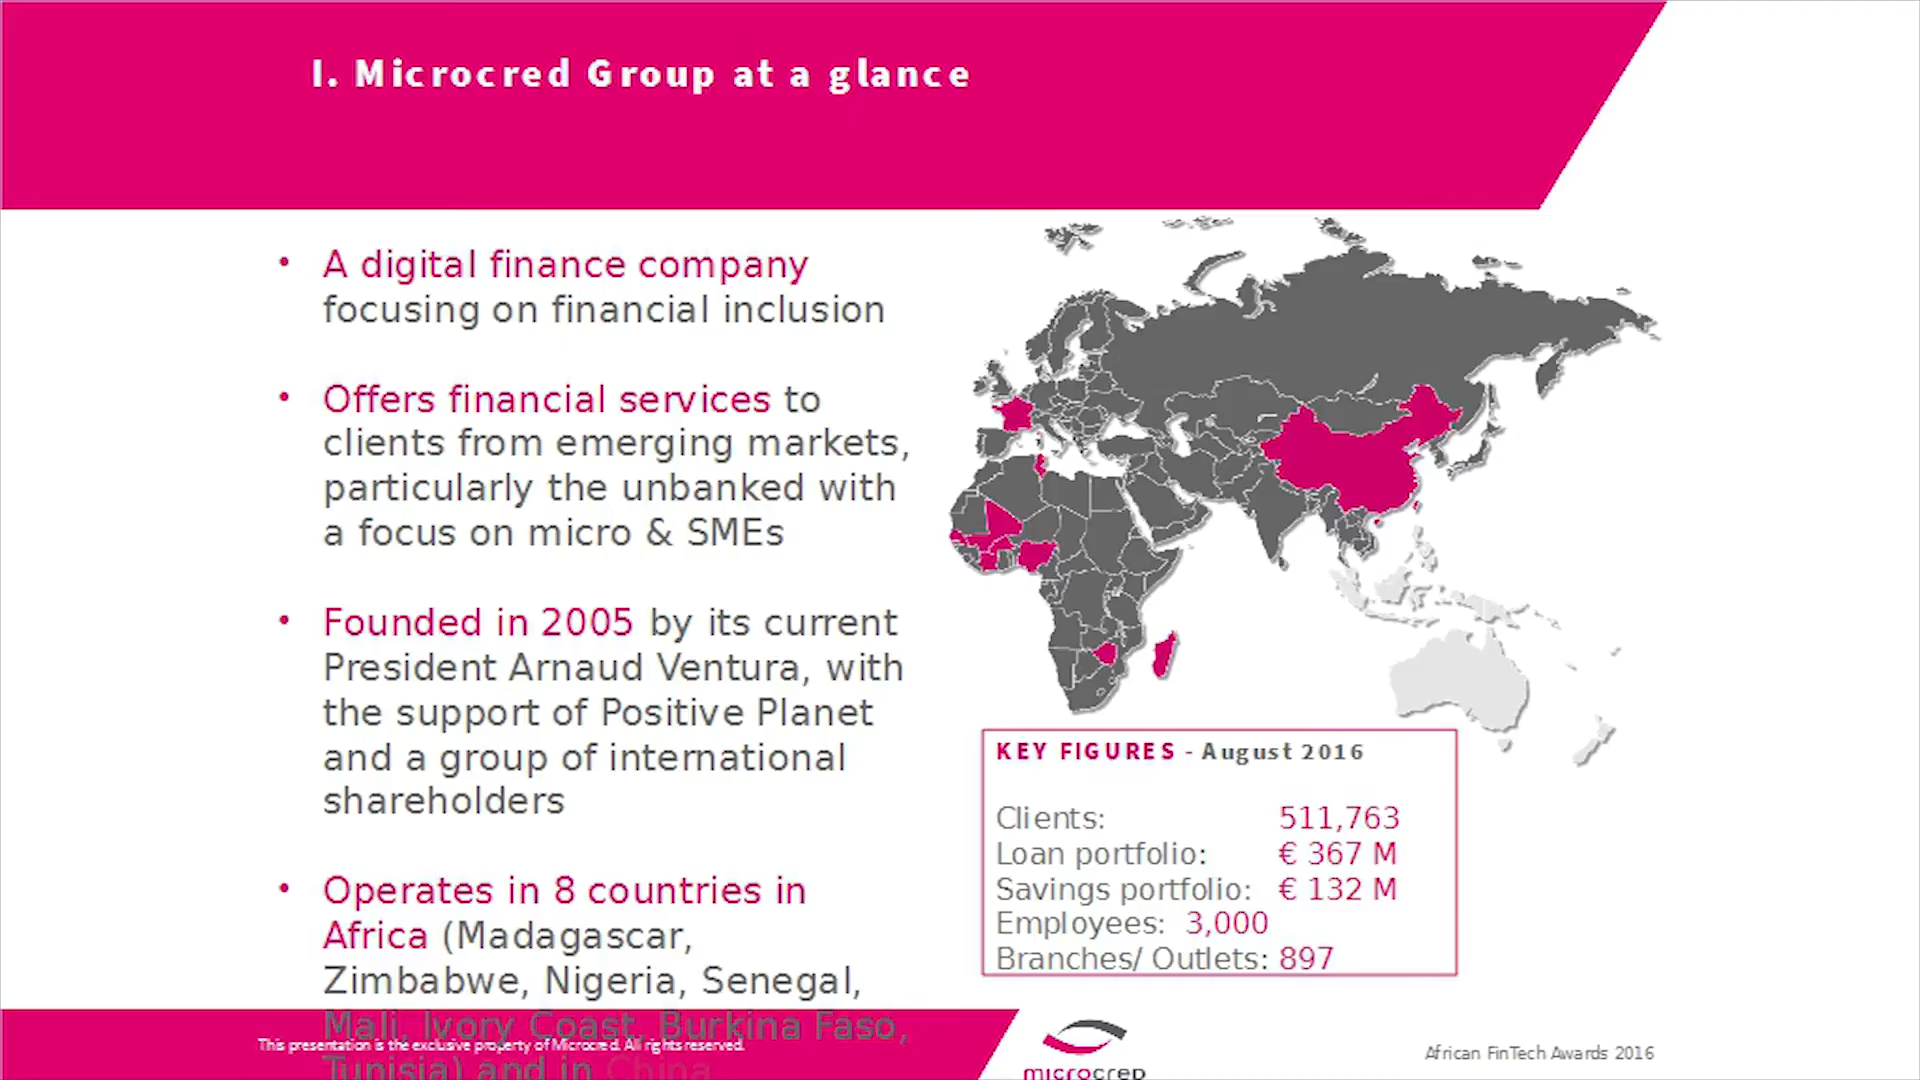 I. Microcred Group at a glance
• A digital finance company
focusing on financial inclusion
• Offers financial services to
clients from emerging markets,
particularly the unbanked with
a focus on micro & SMEs
• Founded in 2005 by its current
President Arnaud Ventura, with
the support of Positive Planet
and a group of international
shareholders
• Operates in 8 countries in
Africa (Madagascar,
Zimbabwe, Nigeria, Senegal,
Mali, Ivory Coast, Burkina Faso,
Tunisia) and in China
KEY FIGURES - August 2016
Clients: 511,763
Loan portfolio: € 367 M
Savings portfolio: € 132 M
Employees: 3,000
Branches/ Outlets: 897
This presentation is the exclusive property of Microcred. All rights reserved.
microcred
African FinTech Awards 2016